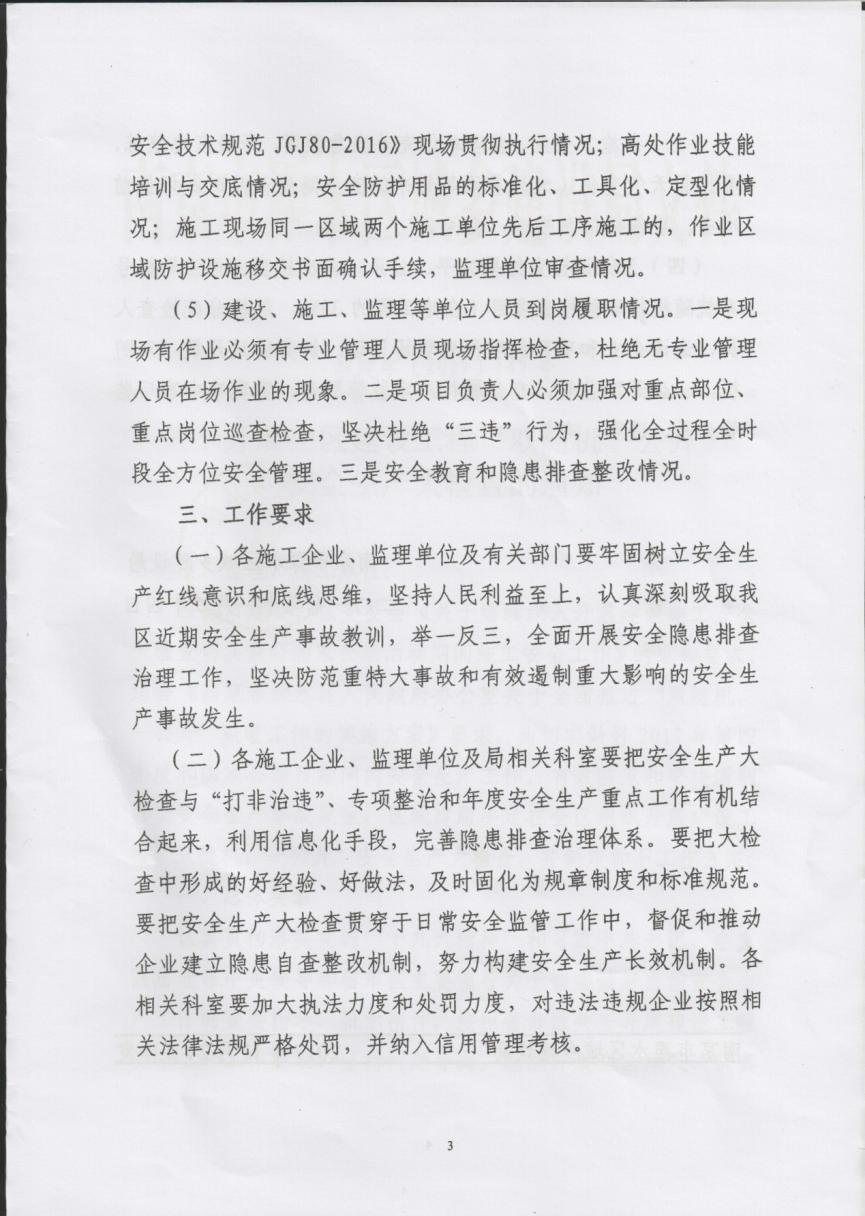 安全技术规范 JGJ80-2016》现场贯彻执行情况；高处作业技能
培训与交底情况；安全防护用品的标准化、工具化、定型化情
况；施工现场同一区域两个施工单位先后工序施工的，作业区
域防护设施移交书面确认手续，监理单位审查情况。
（5）建设、施工、监理等单位人员到岗履职情况。一是现
场有作业必须有专业管理人员现场指挥检查，杜绝无专业管理
人员在场作业的现象。二是项目负责人必须加强对重点部位、
重点岗位巡查检查，坚决杜绝“三违”行为，强化全过程全时
段全方位安全管理。三是安全教育和隐患排查整改情况。
三、工作要求
（一）各施工企业、监理单位及有关部门要牢固树立安全生
产红线意识和底线思维，坚持人民利益至上，认真深刻吸取我
区近期安全生产事故教训，举一反三，全面开展安全隐患排查
治理工作，坚决防范重特大事故和有效遏制重大影响的安全生
产事故发生。
（二）各施工企业、监理单位及局相关科室要把安全生产大
检查与“打非治违”、专项整治和年度安全生产重点工作有机结
合起来，利用信息化手段，完善隐患排查治理体系。要把大检
查中形成的好经验、好做法，及时固化为规章制度和标准规范。
要把安全生产大检查贯穿于日常安全监管工作中，督促和推动
企业建立隐患自查整改机制，努力构建安全生产长效机制。各
相关科室要加大执法力度和处罚力度，对违法违规企业按照相
关法律法规严格处罚，并纳入信用管理考核。
3